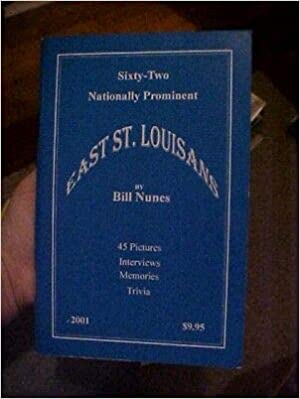 Sixty-Two
Nationally Prominent
EAST ST. LOUISANS
BY
Bill Nunes
45 Pictures
Interviews
Memories
Trivia
2001 $9.95